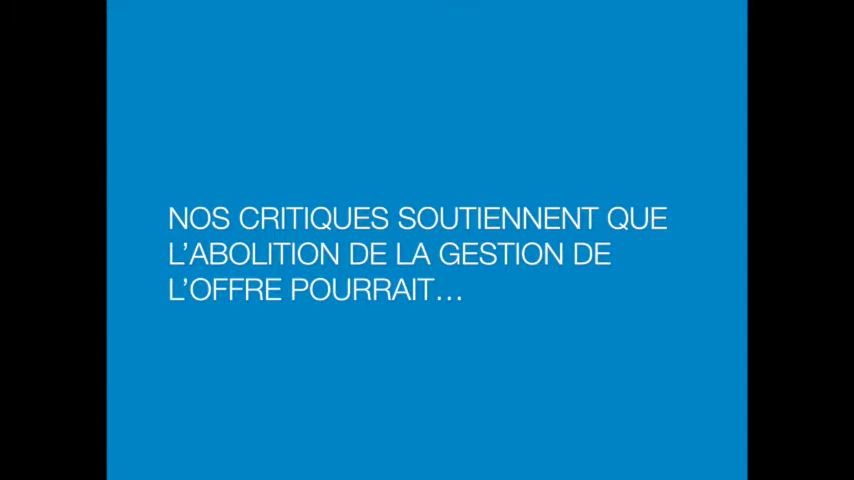 NOS CRITIQUES SOUTIENNENT QUE
L’ABOLITION DE LA GESTION DE
L’OFFRE POURRAIT…